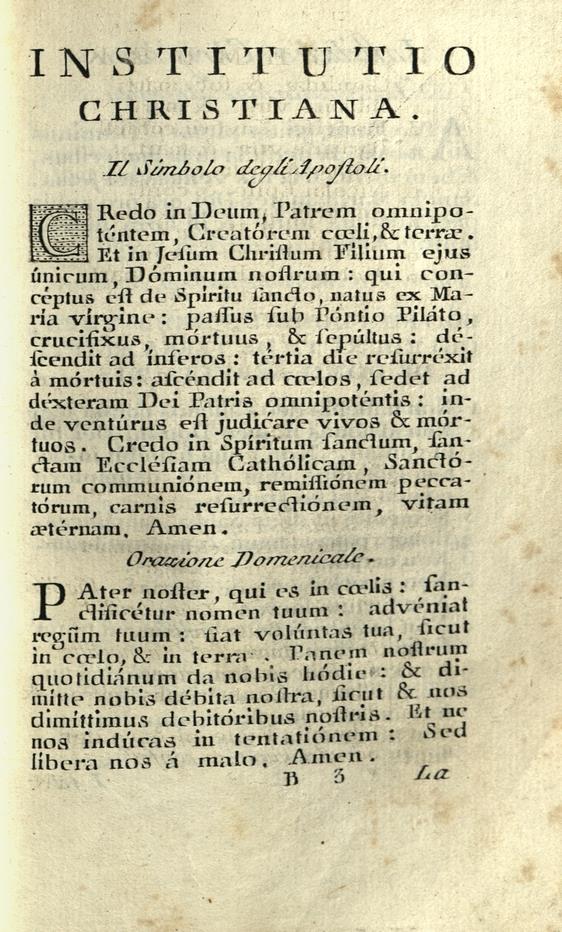 INSTITUTIO
CHRISTIANA.
Il Simbolo degli Apoſtoli.
CRedo in Deum, Patrem omnipo-
téntem, Creatórem cœli, & terræ.
Et in Jeſum Chriſtum Filium ejus
únicum, Dóminum noſtrum: qui con-
céptus eſt de Spíritu ſancto, natus ex Ma-
ría vírgine: paſſus ſub Póntio Piláto,
crucifixus, mórtuus, & ſepúltus: dé-
ſcendit ad ínferos: tértia die reſurréxit
à mórtuis: aſcéndit ad cœlos, ſedet ad
déxteram Dei Patris omnipoténtis: in-
de ventúrus eſt judicáre vivos & mór-
tuos. Credo in Spíritum ſanctum, ſan-
ctam Eccléſiam Cathólicam, Sanctó-
rum communiónem, remiſſiónem pecca-
tórum, carnis reſurrectiónem, vitam
ætérnam. Amen.
Orazione Domenicale.
PAter noſter, qui es in cœlis: ſan-
ctificétur nomen tuum: advéniat
regñum tuum: fiat volúntas tua, ſicut
in cœlo, & in terra. Panem noſtrum
quotidiánum da nobis hódie: & di-
mítte nobis débita noſtra, ſicut & nos
dimíttimus debitóribus noſtris. Et ne
nos indúcas in tentatiónem: Sed
líbera nos á malo. Amen.
B 3 La